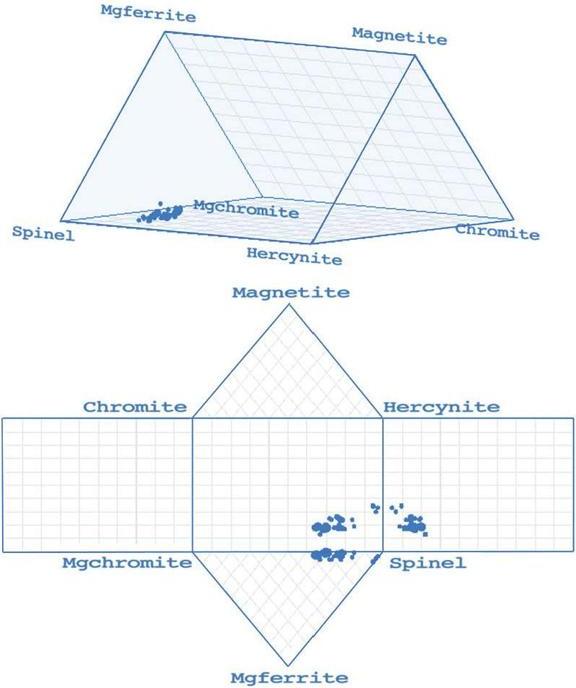 Mgferrite
Magnetite
Mgchromite
Spinel
Chromite
Hercynite
Magnetite
Chromite
Hercynite
Mgchromite
Spinel
Mgferrite